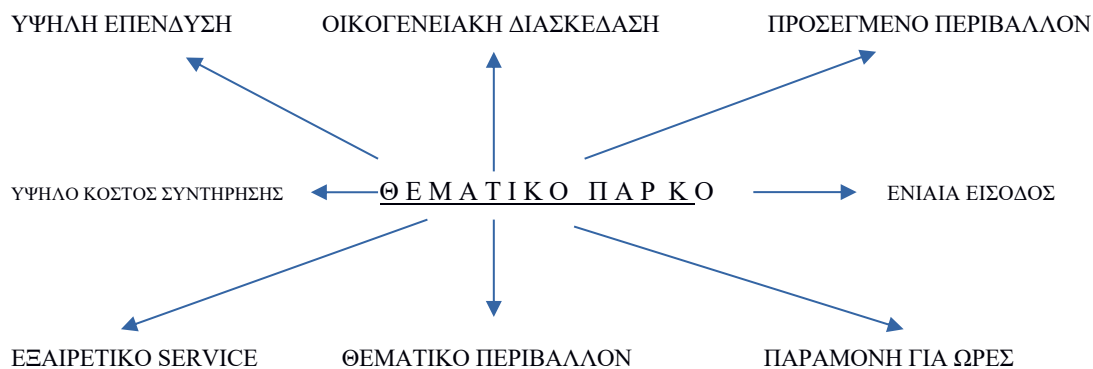 ΥΨΗΛΗ ΕΠΕΝΔΥΣΗ ΟΙΚΟΓΕΝΕΙΑΚΗ ΔΙΑΣΚΕΔΑΣΗ ΠΡΟΣΕΓΜΕΝΟ ΠΕΡΙΒΑΛΛΟΝ
ΥΨΗΛΟ ΚΟΣΤΟΣ ΣΥΝΤΗΡΗΣΗΣ Θ Ε Μ Α Τ Ι Κ Ο Π Α Ρ Κ Ο ΕΝΙΑΙΑ ΕΙΣΟΔΟΣ
ΕΞΑΙΡΕΤΙΚΟ SERVICE ΘΕΜΑΤΙΚΟ ΠΕΡΙΒΑΛΛΟΝ ΠΑΡΑΜΟΝΗ ΓΙΑ ΩΡΕΣ